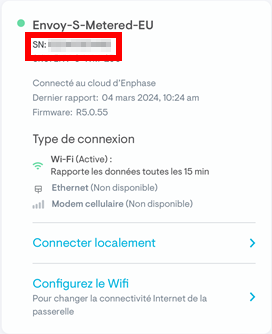 Envoy-S-Metered-EU
SN:
Connecté au cloud d'Enphase
Dernier rapport: 04 mars 2024, 10:24 am
Firmware: R5.0.55
Type de connexion
Wi-Fi (Active) :
Rapporte les données toutes les 15 min
Ethernet (Non disponible)
Modem cellulaire (Non disponible)
Connecter localement
Configurez le Wifi
Pour changer la connectivité Internet de la
passerelle